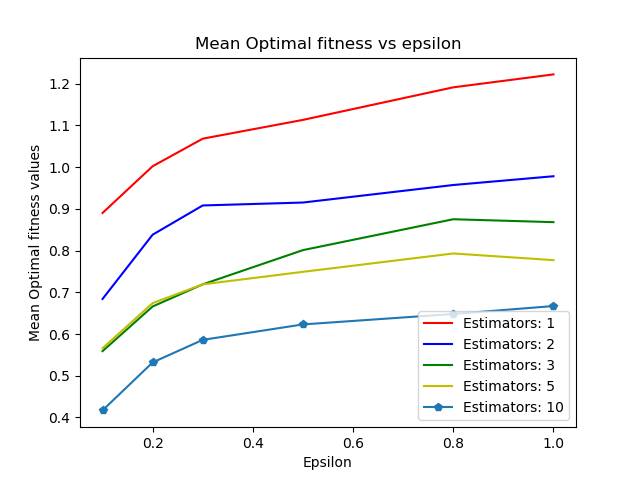 Mean Optimal fitness vs epsilon
Mean Optimal fitness values
1.2
1.1
1.0
0.9
0.8
0.7
0.6
0.5
0.4
0.2
0.4
0.6
0.8
1.0
Epsilon
Estimators: 1
Estimators: 2
Estimators: 3
Estimators: 5
Estimators: 10